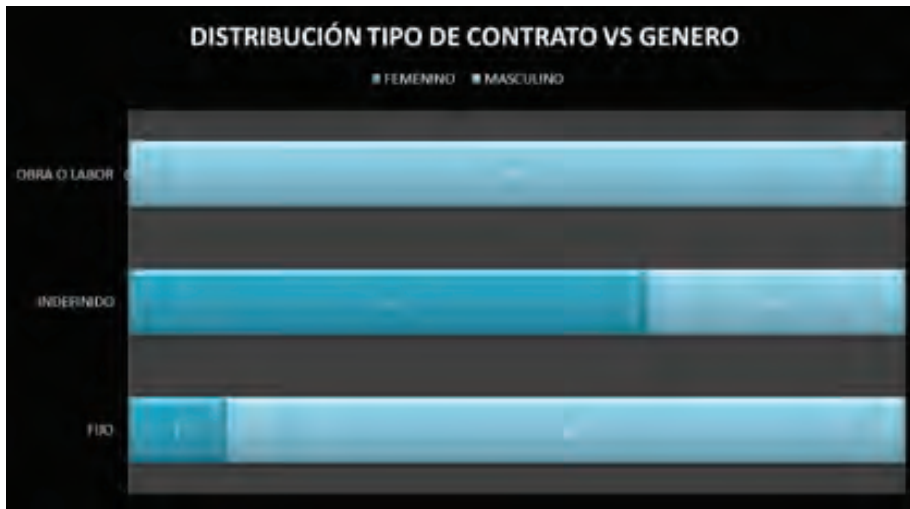 DISTRIBUCIÓN TIPO DE CONTRATO VS GENERO
FEMENINO MASCULINO
OBRA O LABOR
INDEFINIDO
FIJO